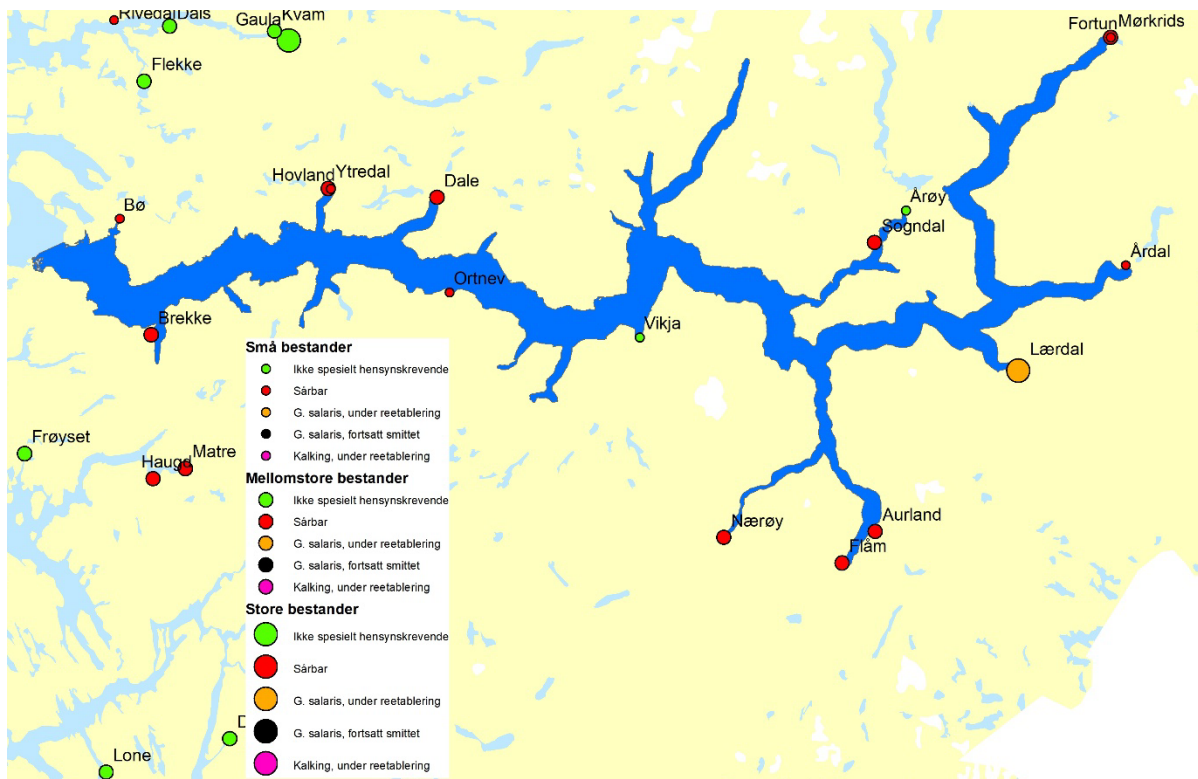 Rivedal Dals
Gaula Kvam
Flekke
Fortun Mørkrids
Hovland Ytredal
Dale
Bø
Årøy
Sogndal
Årdal
Ortnev
Brekke
Vikja
Lærdal
Frøyset
Haugd
Matre
Nærøy
Aurland
Flåm
Lone
D
Små bestander
Ikke spesielt hensynskrevende
Sårbar
G. salaris, under reetablering
G. salaris, fortsatt smittet
Kalking, under reetablering
Mellomstore bestander
Ikke spesielt hensynskrevende
Sårbar
G. salaris, under reetablering
G. salaris, fortsatt smittet
Kalking, under reetablering
Store bestander
Ikke spesielt hensynskrevende
Sårbar
G. salaris, under reetablering
G. salaris, fortsatt smittet
Kalking, under reetablering